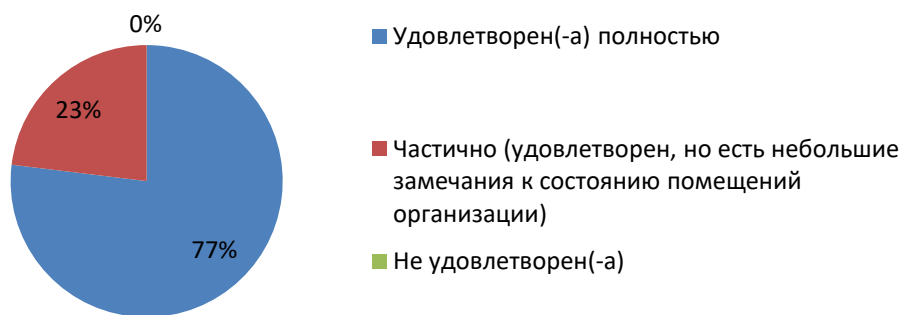 0%
Удовлетворен(-а) полностью
23%
Частично (удовлетворен, но есть небольшие
замечания к состоянию помещений
организации)
77%
Не удовлетворен(-а)